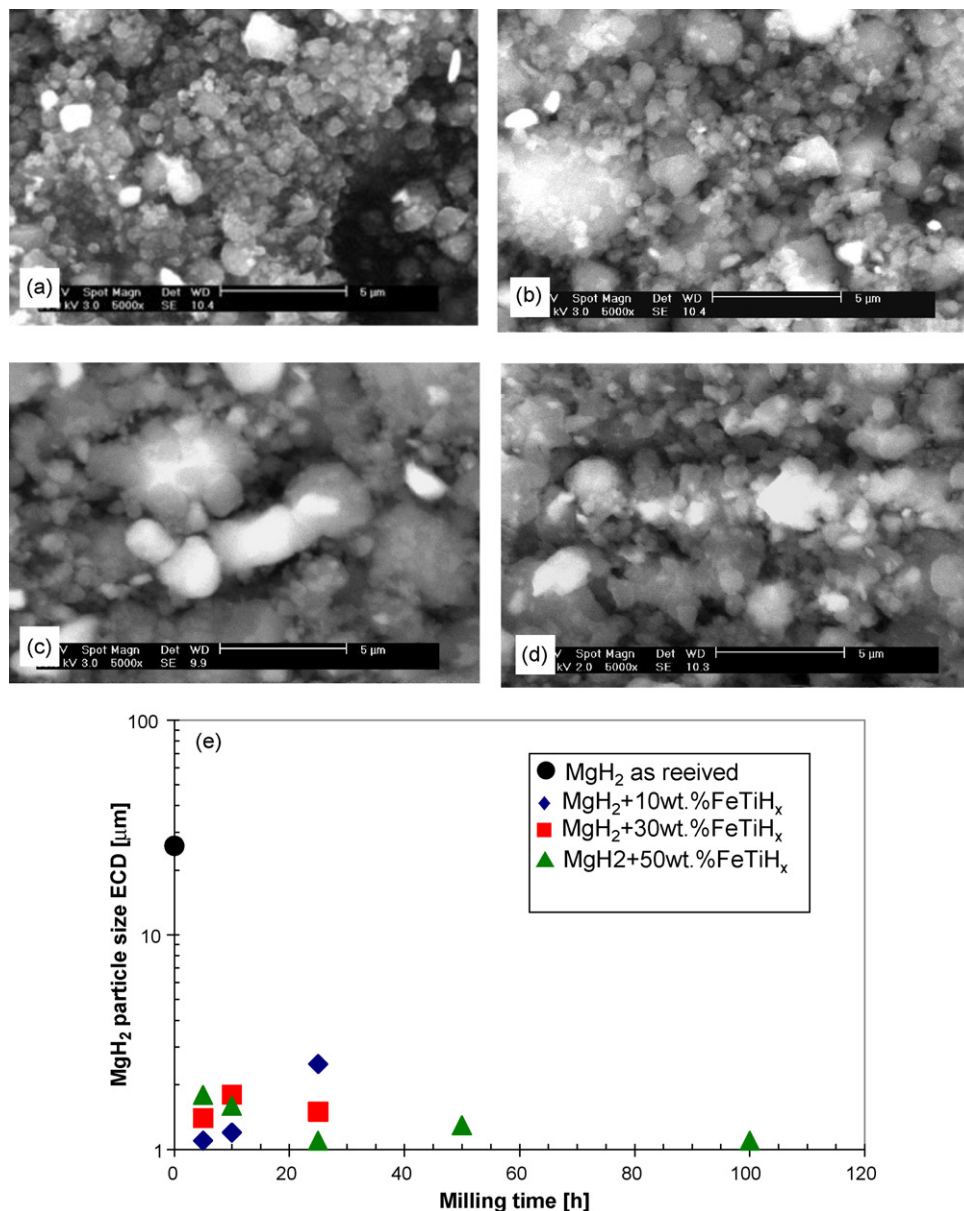 (a)
V Spot Magn Det WD 5 µm
kV 3.0 5000x SE 10.4
(b)
V Spot Magn Det WD 5 µm
kV 3.0 5000x SE 10.4
(c)
V Spot Magn Det WD 5 µm
kV 3.0 5000x SE 9.9
(d)
V Spot Magn Det WD 5 µm
kV 2.0 5000x SE 10.3
(e)
MgH₂ as reeived
MgH₂+10wt.%FeTiHₓ
MgH₂+30wt.%FeTiHₓ
MgH2+50wt.%FeTiHₓ
MgH₂ particle size ECD [µm]
100
10
1
0 20 40 60 80 100 120
Milling time [h]